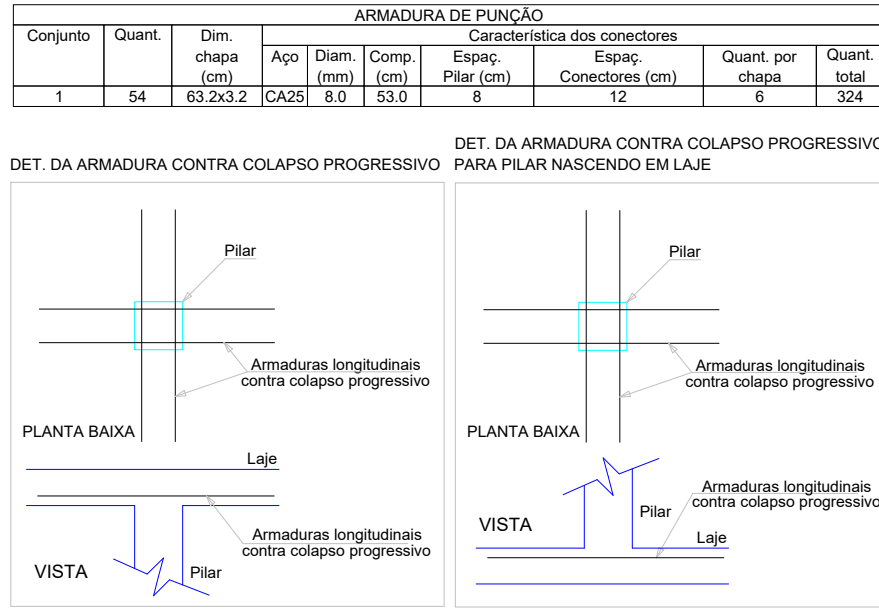 ARMADURA DE PUNÇÃO
Conjunto Quant. Dim. chapa (cm) Característica dos conectores
Aço Diam. (mm) Comp. (cm) Espaç. Pilar (cm) Espaç. Conectores (cm) Quant. por chapa Quant. total
1 54 63.2x3.2 CA25 8.0 53.0 8 12 6 324
DET. DA ARMADURA CONTRA COLAPSO PROGRESSIVO
Pilar
Armaduras longitudinais
contra colapso progressivo
PLANTA BAIXA
Laje
Armaduras longitudinais
contra colapso progressivo
VISTA
Pilar
DET. DA ARMADURA CONTRA COLAPSO PROGRESSIVO
PARA PILAR NASCENDO EM LAJE
Pilar
Armaduras longitudinais
contra colapso progressivo
PLANTA BAIXA
Armaduras longitudinais
contra colapso progressivo
Pilar
VISTA
Laje